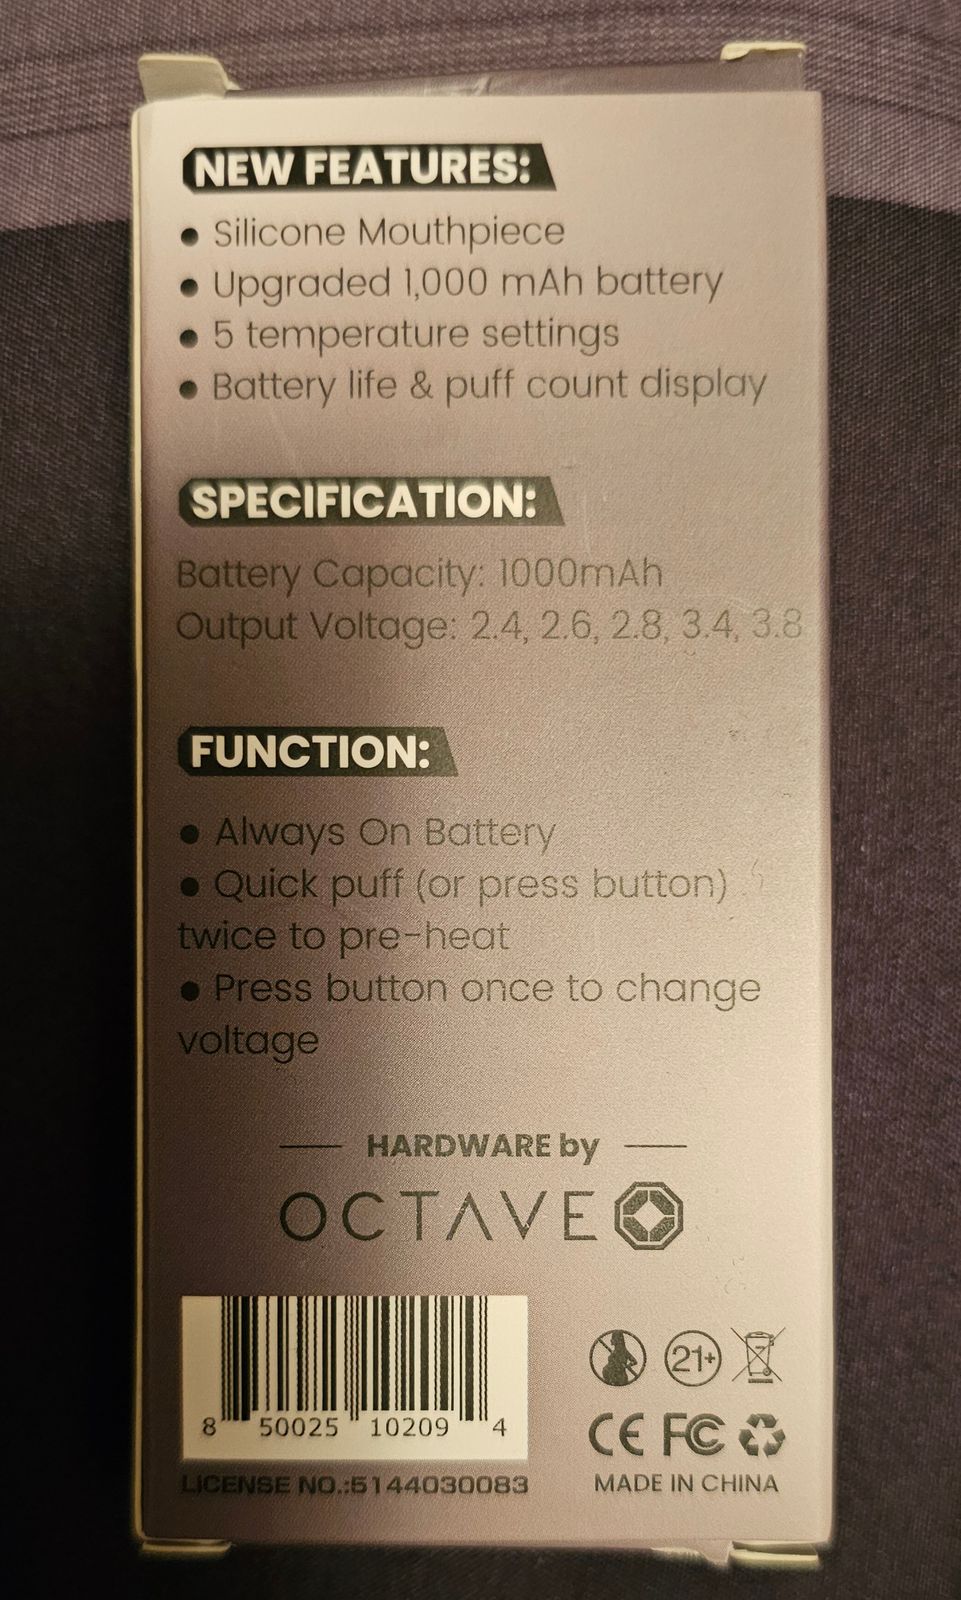 NEW FEATURES:
● Silicone Mouthpiece
● Upgraded 1,000 mAh battery
● 5 temperature settings
● Battery life & puff count display
SPECIFICATION:
Battery Capacity: 1000mAh
Output Voltage: 2.4, 2.6, 2.8, 3.4, 3.8
FUNCTION:
● Always On Battery
● Quick puff (or press button)
twice to pre-heat
● Press button once to change
voltage
HARDWARE by
OCTAVE
21+
CE FC
8 50025 10209 4
LICENSE NO.:5144030083
MADE IN CHINA